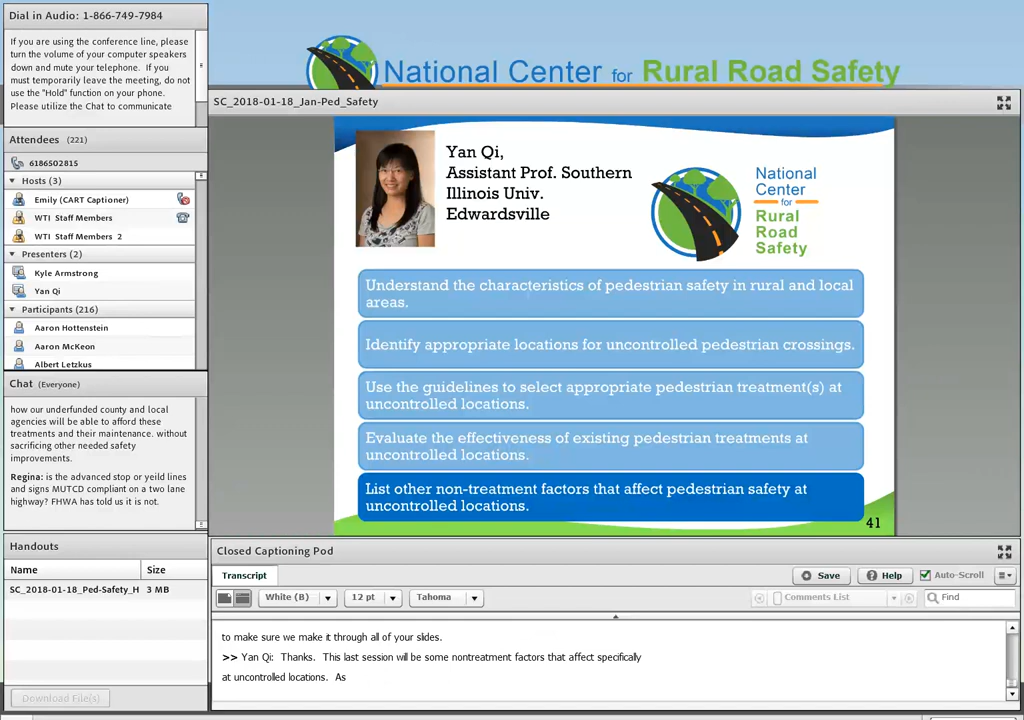 Dial in Audio: 1-866-749-7984
If you are using the conference line, please
turn the volume of your computer speakers
down and mute your telephone. If you
must temporarily leave the meeting, do not
use the "Hold" function on your phone.
Please utilize the Chat to communicate
Attendees (221)
6186502815
Hosts (3)
Emily (CART Captioner)
WTI Staff Members
WTI Staff Members 2
Presenters (2)
Kyle Armstrong
Yan Qi
Participants (216)
Aaron Hottenstein
Aaron McKeon
Albert Letzkus
Chat (Everyone)
how our underfunded county and local
agencies will be able to afford these
treatments and their maintenance. without
sacrificing other needed safety
improvements.
Regina: is the advanced stop or yeild lines
and signs MUTCD compliant on a two lane
highway? FHWA has told us it is not.
Handouts
Name Size
SC_2018-01-18_Ped-Safety_H 3 MB
Download File(s)
National Center for Rural Road Safety
SC_2018-01-18_Jan-Ped_Safety
Yan Qi,
Assistant Prof. Southern
Illinois Univ.
Edwardsville
National
Center
for
Rural
Road
Safety
Understand the characteristics of pedestrian safety in rural and local
areas.
Identify appropriate locations for uncontrolled pedestrian crossings.
Use the guidelines to select appropriate pedestrian treatment(s) at
uncontrolled locations.
Evaluate the effectiveness of existing pedestrian treatments at
uncontrolled locations.
List other non-treatment factors that affect pedestrian safety at
uncontrolled locations.
41
Closed Captioning Pod
Transcript
Save Help Auto-Scroll
White (B) 12 pt Tahoma Comments List Find
to make sure we make it through all of your slides.
>> Yan Qi: Thanks. This last session will be some nontreatment factors that affect specifically
at uncontrolled locations. As